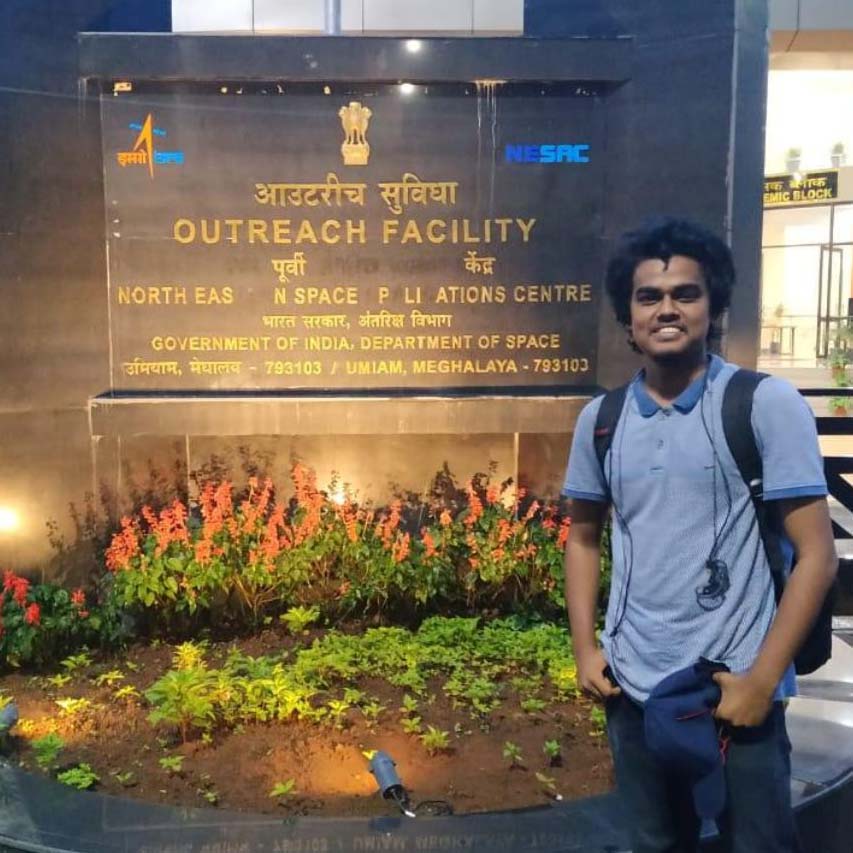 इसरो isro
NESAC
आउटरीच सुविधा
OUTREACH FACILITY
पूर्वी केंद्र
NORTH EAS N SPACE P LI ATIONS CENTRE
भारत सरकार, अंतरिक्ष विभाग
GOVERNMENT OF INDIA, DEPARTMENT OF SPACE
उमियाम, मेघालय - 793103 / UMIAM, MEGHALAYA - 793103
EMIC BLOCK